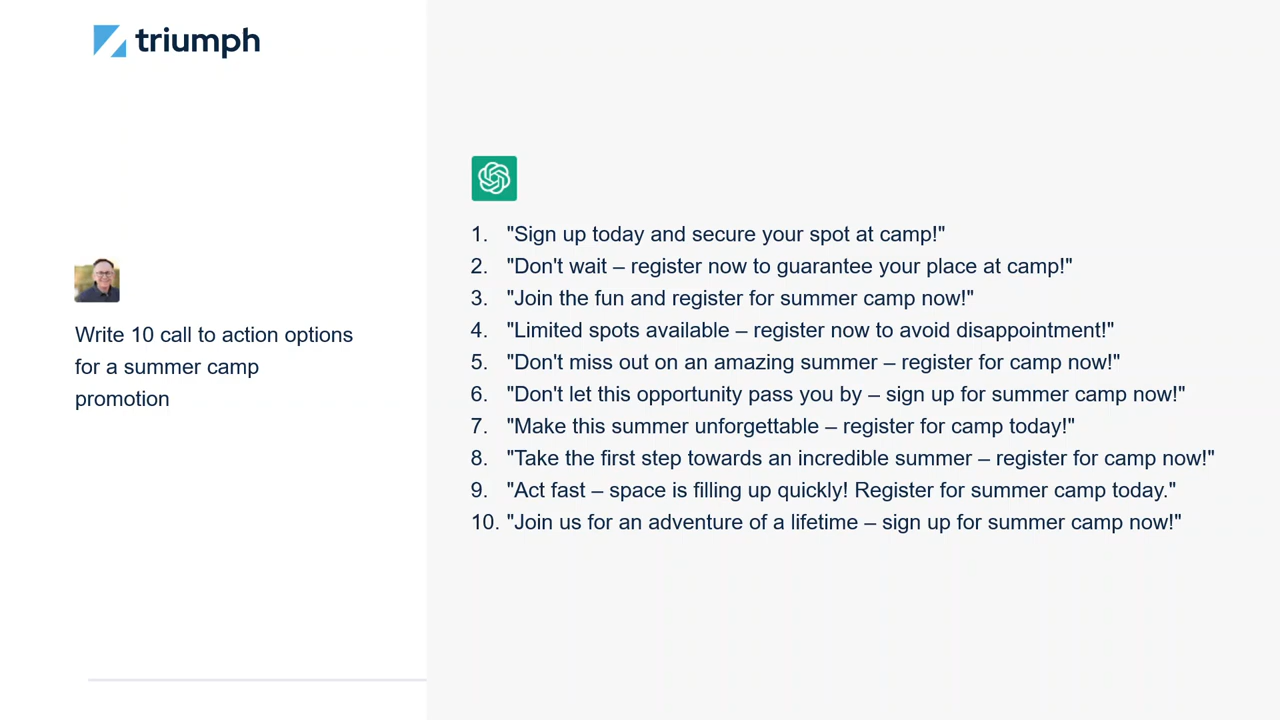 triumph
Write 10 call to action options
for a summer camp
promotion
1. "Sign up today and secure your spot at camp!"
2. "Don't wait – register now to guarantee your place at camp!"
3. "Join the fun and register for summer camp now!"
4. "Limited spots available – register now to avoid disappointment!"
5. "Don't miss out on an amazing summer – register for camp now!"
6. "Don't let this opportunity pass you by – sign up for summer camp now!"
7. "Make this summer unforgettable – register for camp today!"
8. "Take the first step towards an incredible summer – register for camp now!"
9. "Act fast – space is filling up quickly! Register for summer camp today."
10. "Join us for an adventure of a lifetime – sign up for summer camp now!"